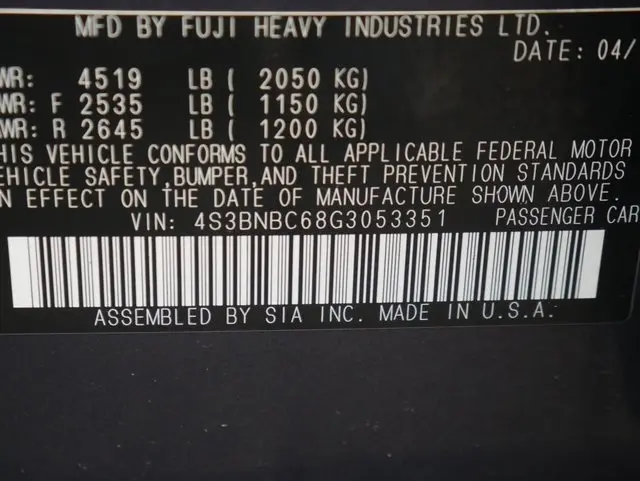 MFD BY FUJI HEAVY INDUSTRIES LTD.
DATE: 04/
WR: 4519 LB ( 2050 KG)
WR: F 2535 LB ( 1150 KG)
WR: R 2645 LB ( 1200 KG)
HIS VEHICLE CONFORMS TO ALL APPLICABLE FEDERAL MOTOR
EHICLE SAFETY,BUMPER,AND THEFT PREVENTION STANDARDS
N EFFECT ON THE DATE OF MANUFACTURE SHOWN ABOVE.
VIN: 4S3BNBC68G3053351 PASSENGER CAR
ASSEMBLED BY SIA INC. MADE IN U.S.A.